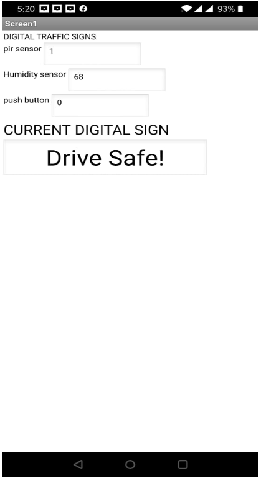 5:20 93%
Screen1
DIGITAL TRAFFIC SIGNS
pir sensor 1
Humidity sensor 68
push button 0
CURRENT DIGITAL SIGN
Drive Safe!